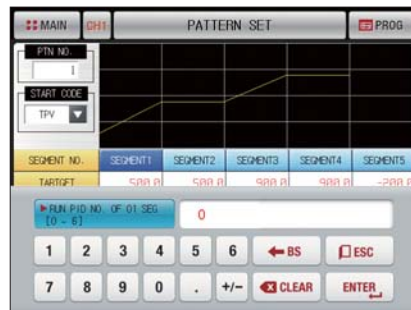 MAIN
CH1
PATTERN SET
PROG
PTN NO.
1
START CODE
TPV
SEGMENT NO. SEGMENT1 SEGMENT2 SEGMENT3 SEGMENT4 SEGMENT5
TARTGET 500.0 500.0 900.0 900.0 -200.0
RUN PID NO. OF 01 SEG
[0 - 6]
0
1 2 3 4 5 6 BS ESC
7 8 9 0 . +/- CLEAR ENTER